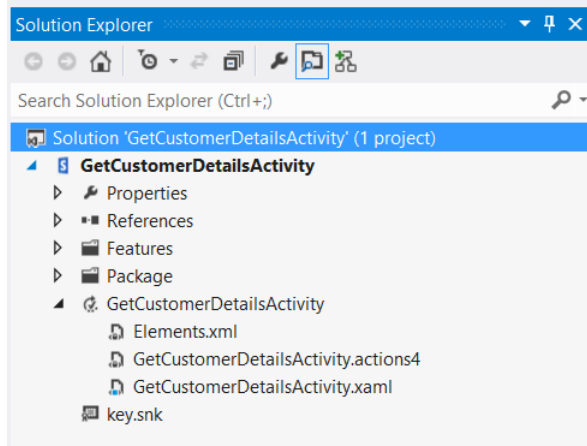 Solution Explorer
Search Solution Explorer (Ctrl+;)
Solution 'GetCustomerDetailsActivity' (1 project)
GetCustomerDetailsActivity
Properties
References
Features
Package
GetCustomerDetailsActivity
Elements.xml
GetCustomerDetailsActivity.actions4
GetCustomerDetailsActivity.xaml
key.snk